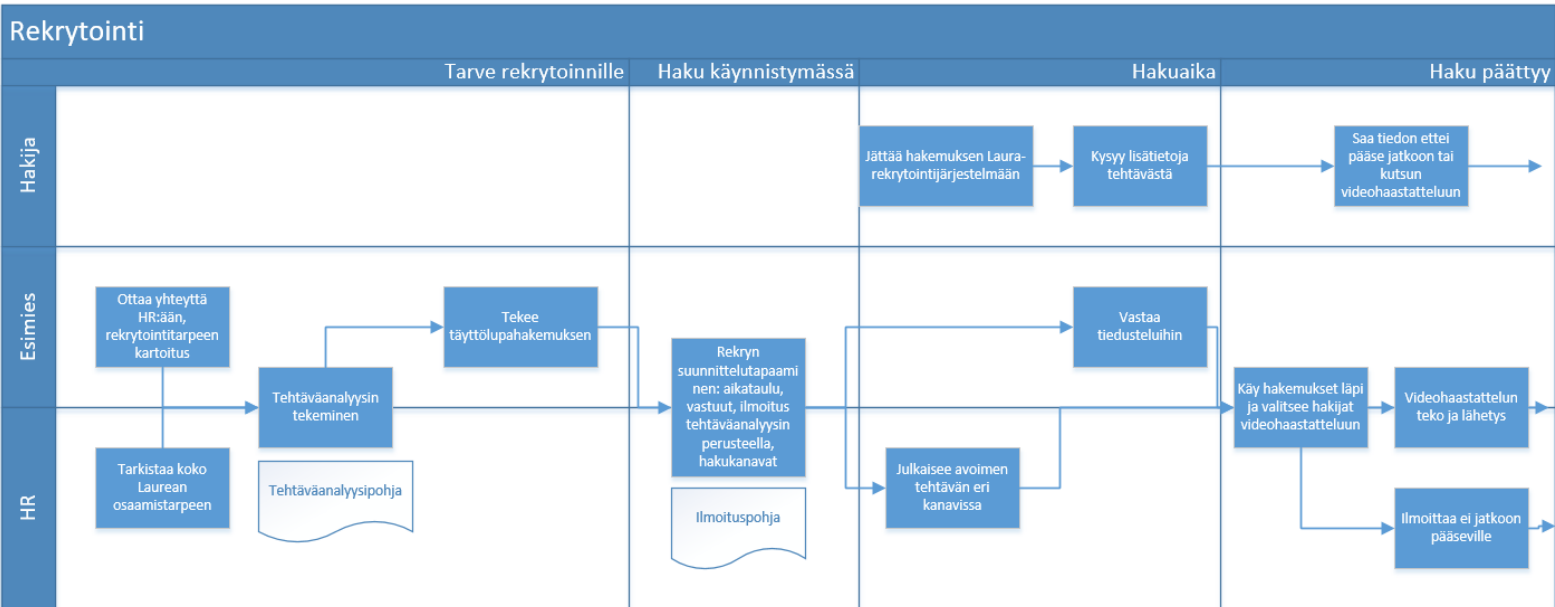 Rekrytointi
Tarve rekrytoinnille
Haku käynnistymässä
Hakuaika
Haku päättyy
Hakija
Jättää hakemuksen Laura-
rekrytointijärjestelmään
Kysyy lisätietoja
tehtävästä
Saa tiedon ettei
pääse jatkoon tai
kutsun
videohaastatteluun
Esimies
Ottaa yhteyttä
HR:ään,
rekrytointitarpeen
kartoitus
Tekee
täyttölupahakemuksen
Vastaa
tiedusteluihin
Tehtäväanalyysin
tekeminen
Rekryn
suunnittelutapaami
nen: aikataulu,
vastuut, ilmoitus
tehtäväanalyysin
perusteella,
hakukanavat
Käy hakemukset läpi
ja valitsee hakijat
videohaastatteluun
Videohaastattelun
teko ja lähetys
HR
Tarkistaa koko
Laurean
osaamistarpeen
Tehtäväanalyysipohja
Ilmoituspohja
Julkaisee avoimen
tehtävän eri
kanavissa
Ilmoittaa ei jatkoon
pääseville